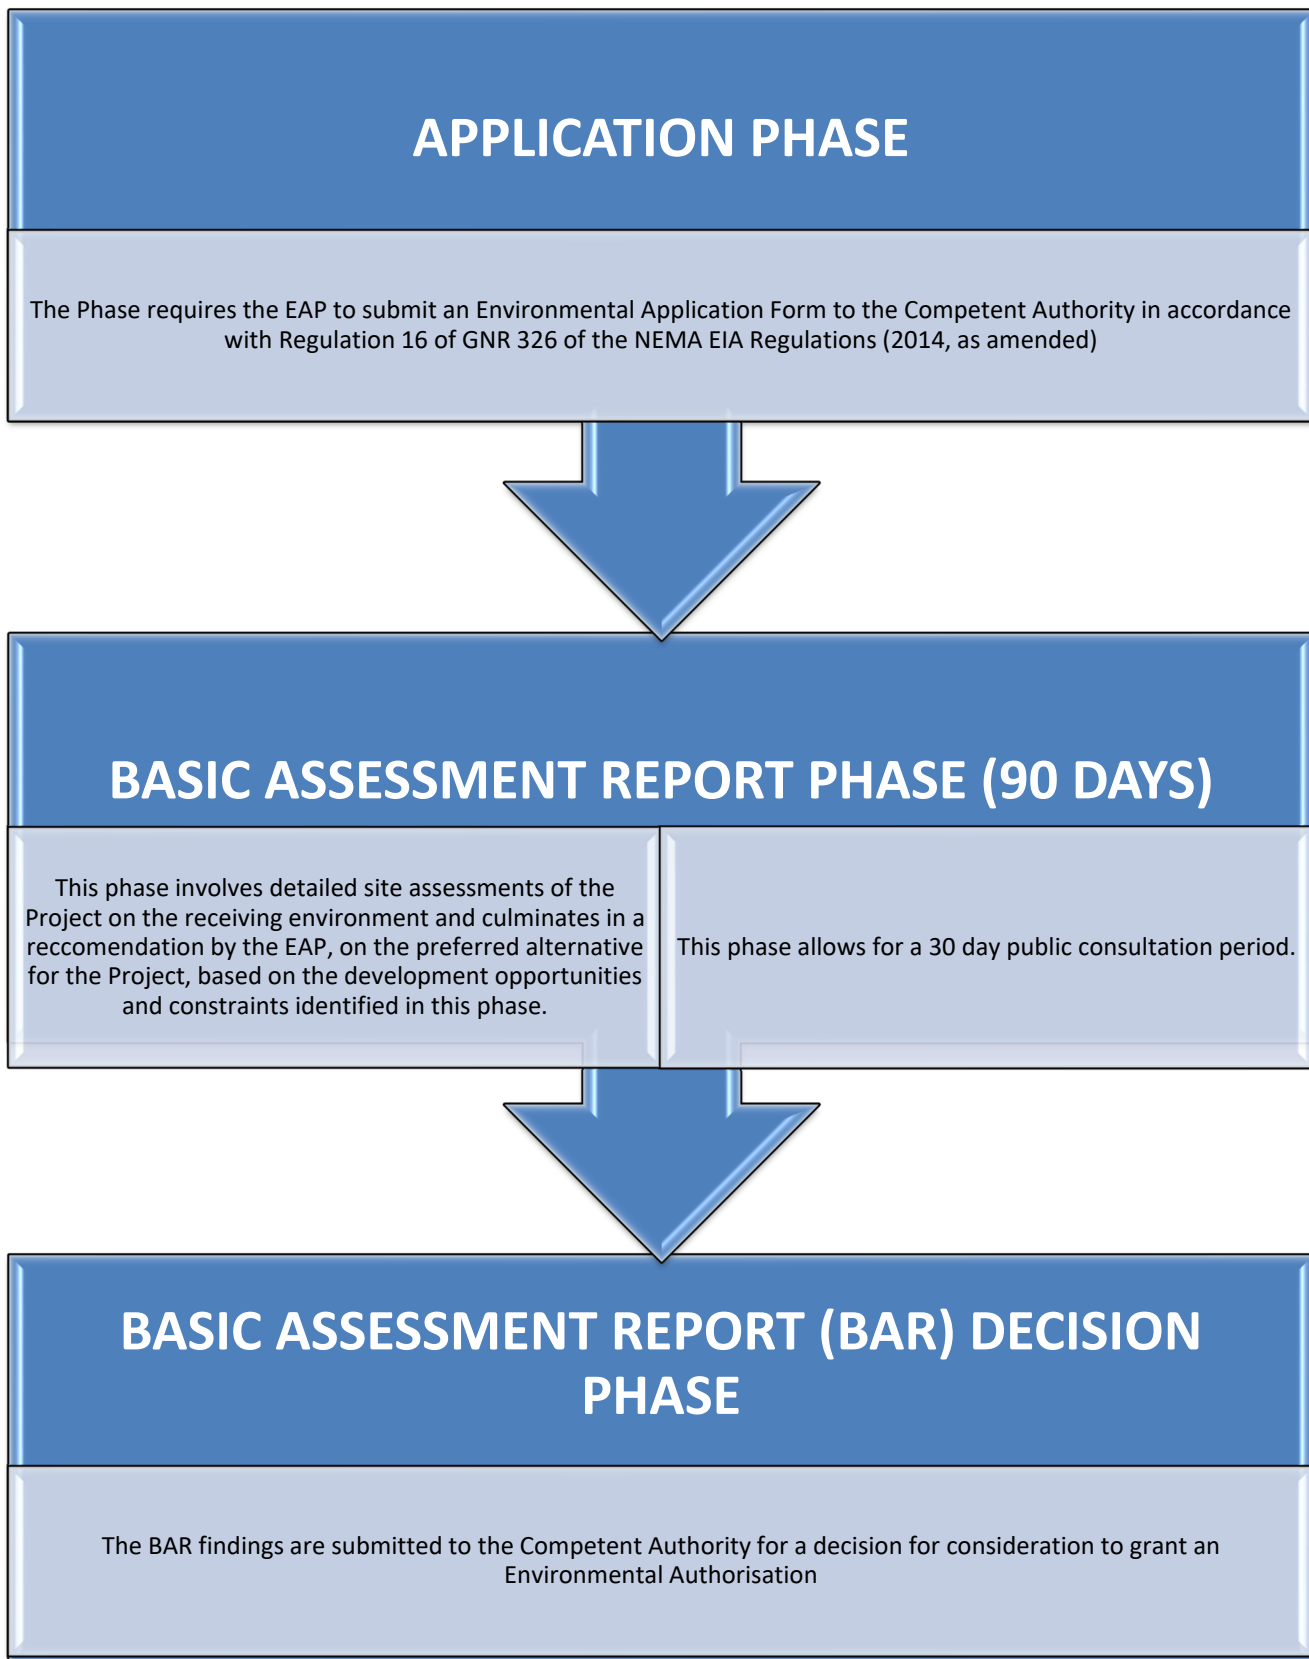 APPLICATION PHASE
The Phase requires the EAP to submit an Environmental Application Form to the Competent Authority in accordance
with Regulation 16 of GNR 326 of the NEMA EIA Regulations (2014, as amended)
BASIC ASSESSMENT REPORT PHASE (90 DAYS)
This phase involves detailed site assessments of the
Project on the receiving environment and culminates in a
reccomendation by the EAP, on the preferred alternative
for the Project, based on the development opportunities
and constraints identified in this phase.
This phase allows for a 30 day public consultation period.
BASIC ASSESSMENT REPORT (BAR) DECISION
PHASE
The BAR findings are submitted to the Competent Authority for a decision for consideration to grant an
Environmental Authorisation